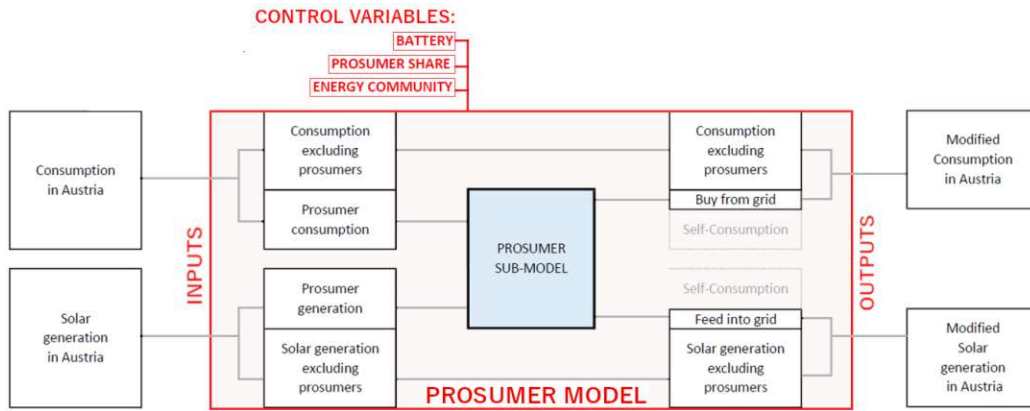 CONTROL VARIABLES:
BATTERY
PROSUMER SHARE
ENERGY COMMUNITY
Consumption
in Austria
Solar
generation
in Austria
INPUTS
Consumption
excluding
prosumers
Prosumer
consumption
Prosumer
generation
Solar generation
excluding
prosumers
PROSUMER
SUB-MODEL
Consumption
excluding
prosumers
Buy from grid
Self-Consumption
Self-Consumption
Feed into grid
Solar generation
excluding
prosumers
OUTPUTS
Modified
Consumption
in Austria
Modified
Solar
generation
in Austria
PROSUMER MODEL